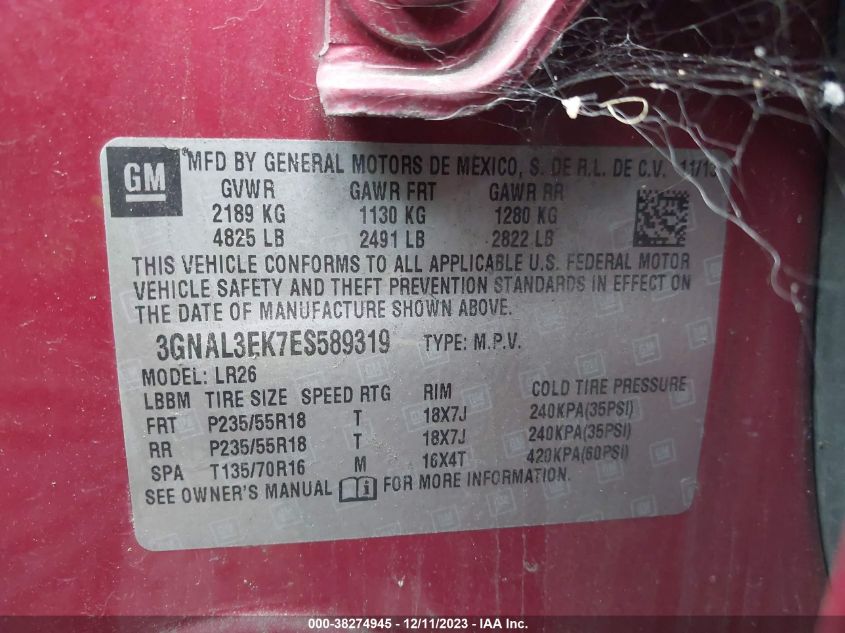 GM
MFD BY GENERAL MOTORS DE MEXICO, S. DE R.L. DE C.V. 11/13
GVWR GAWR FRT GAWR RR
2189 KG 1130 KG 1280 KG
4825 LB 2491 LB 2822 LB
THIS VEHICLE CONFORMS TO ALL APPLICABLE U.S. FEDERAL MOTOR
VEHICLE SAFETY AND THEFT PREVENTION STANDARDS IN EFFECT ON
THE DATE OF MANUFACTURE SHOWN ABOVE.
3GNAL3EK7ES589319 TYPE: M.P.V.
MODEL: LR26
LBBM TIRE SIZE SPEED RTG RIM COLD TIRE PRESSURE
FRT P235/55R18 T 18X7J 240KPA(35PSI)
RR P235/55R18 T 18X7J 240KPA(35PSI)
SPA T135/70R16 M 16X4T 420KPA(60PSI)
SEE OWNER'S MANUAL FOR MORE INFORMATION.
000-38274945 - 12/11/2023 - IAA Inc.